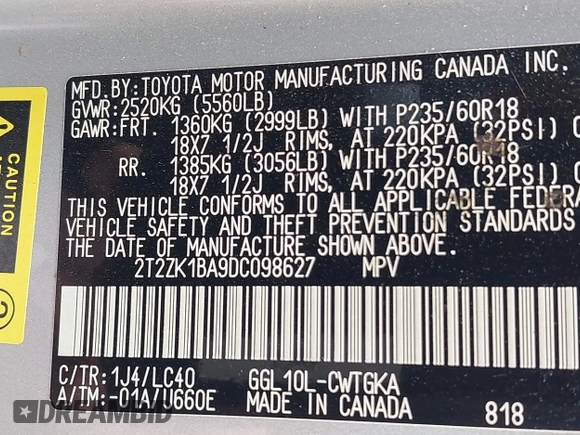 MFD.BY:TOYOTA MOTOR MANUFACTURING CANADA INC.
GVWR:2520KG (5560LB)
GAWR:FRT. 1360KG (2999LB) WITH P235/60R18
18X7 1/2J RIMS, AT 220KPA (32PSI)
RR. 1385KG (3056LB) WITH P235/60R18
18X7 1/2J RIMS, AT 220KPA (32PSI)
THIS VEHICLE CONFORMS TO ALL APPLICABLE FEDERA
VEHICLE SAFETY AND THEFT PREVENTION STANDARDS
THE DATE OF MANUFACTURE SHOWN ABOVE.
2T2ZK1BA9DC098627 MPV
C/TR:1J4/LC40 GGL10L-CWTGKA
A/TM:-01A/U660E MADE IN CANADA 818
CAUTION
2
DREAMBID